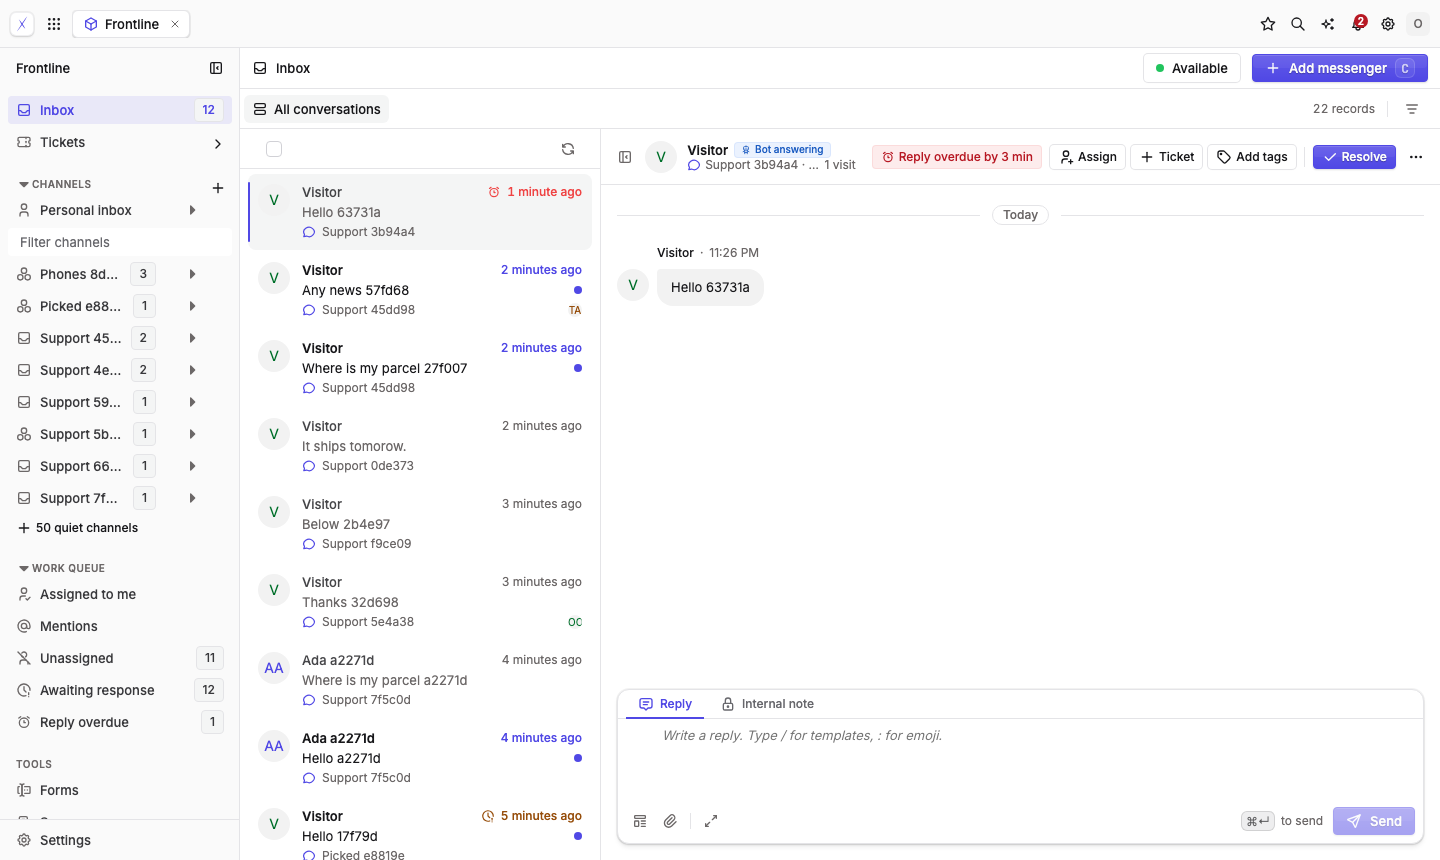 Frontline
2
O
Frontline
Inbox
12
Tickets
CHANNELS
Personal inbox
Filter channels
Phones 8d...
3
Picked e88...
1
Support 45...
2
Support 4e...
2
Support 59...
1
Support 5b...
1
Support 66...
1
Support 7f...
1
50 quiet channels
WORK QUEUE
Assigned to me
Mentions
Unassigned
11
Awaiting response
12
Reply overdue
1
TOOLS
Forms
Settings
Inbox
Available
Add messenger C
All conversations
22 records
Visitor
1 minute ago
Hello 63731a
Support 3b94a4
Visitor
2 minutes ago
Any news 57fd68
Support 45dd98
TA
Visitor
2 minutes ago
Where is my parcel 27f007
Support 45dd98
Visitor
2 minutes ago
It ships tomorow.
Support 0de373
Visitor
3 minutes ago
Below 2b4e97
Support f9ce09
Visitor
3 minutes ago
Thanks 32d698
Support 5e4a38
Ada a2271d
4 minutes ago
Where is my parcel a2271d
Support 7f5c0d
Ada a2271d
4 minutes ago
Hello a2271d
Support 7f5c0d
Visitor
5 minutes ago
Hello 17f79d
Picked e8819e
V
V
V
V
V
V
AA
AA
V
V
Visitor
Bot answering
Support 3b94a4 · ... 1 visit
Reply overdue by 3 min
Assign
Ticket
Add tags
Resolve
Today
Visitor · 11:26 PM
V
Hello 63731a
Reply
Internal note
Write a reply. Type / for templates, : for emoji.
⌘↵ to send
Send